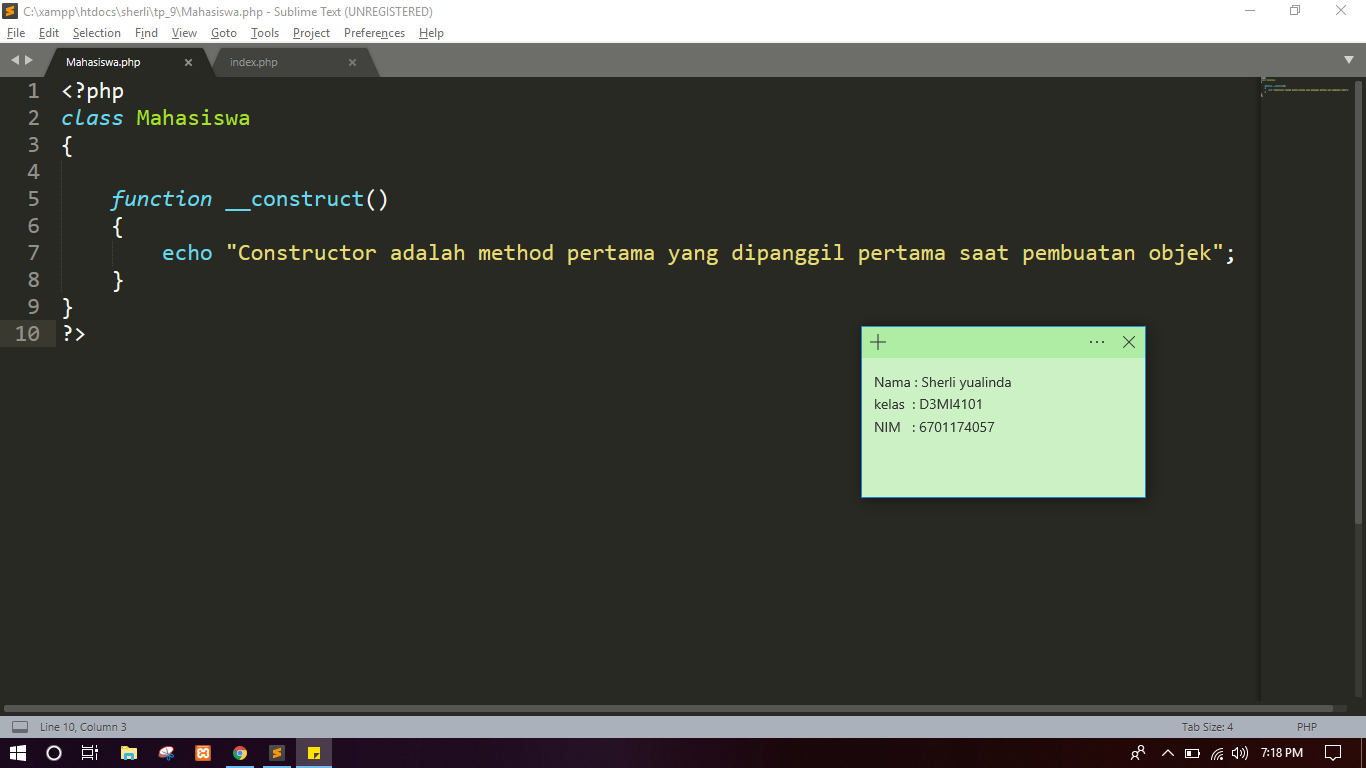 C:\xampp\htdocs\sherli\tp_9\Mahasiswa.php - Sublime Text (UNREGISTERED)
File Edit Selection Find View Goto Tools Project Preferences Help
Mahasiswa.php index.php
1 <?php
2 class Mahasiswa
3 {
4
5 function __construct()
6 {
7 echo "Constructor adalah method pertama yang dipanggil pertama saat pembuatan objek";
8 }
9 }
10 ?>
Nama : Sherli yualinda
kelas : D3MI4101
NIM : 6701174057
Line 10, Column 3 Tab Size: 4 PHP
7:18 PM